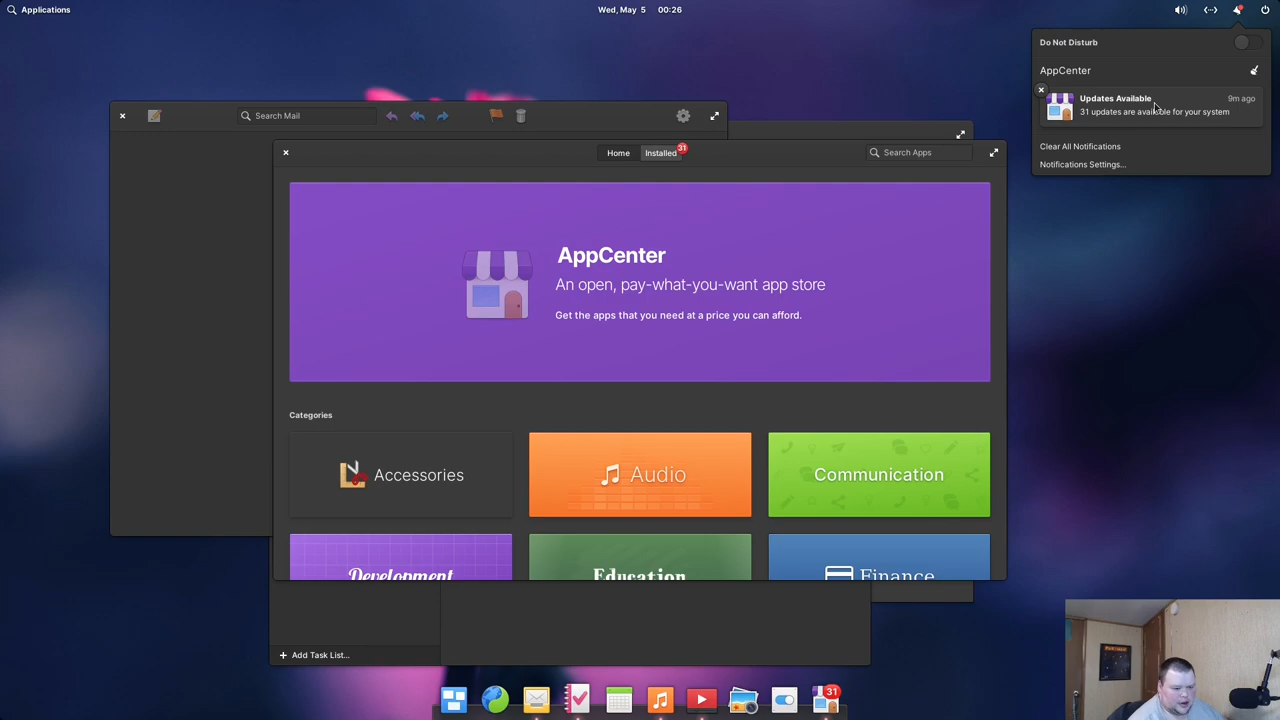 Applications
Wed, May 5 00:26
Do Not Disturb
AppCenter
Updates Available
9m ago
31 updates are available for your system
Clear All Notifications
Notifications Settings...
Search Mail
Home
Installed
31
Search Apps
AppCenter
An open, pay-what-you-want app store
Get the apps that you need at a price you can afford.
Categories
Accessories
Audio
Communication
Development
Education
Finance
Add Task List...
31